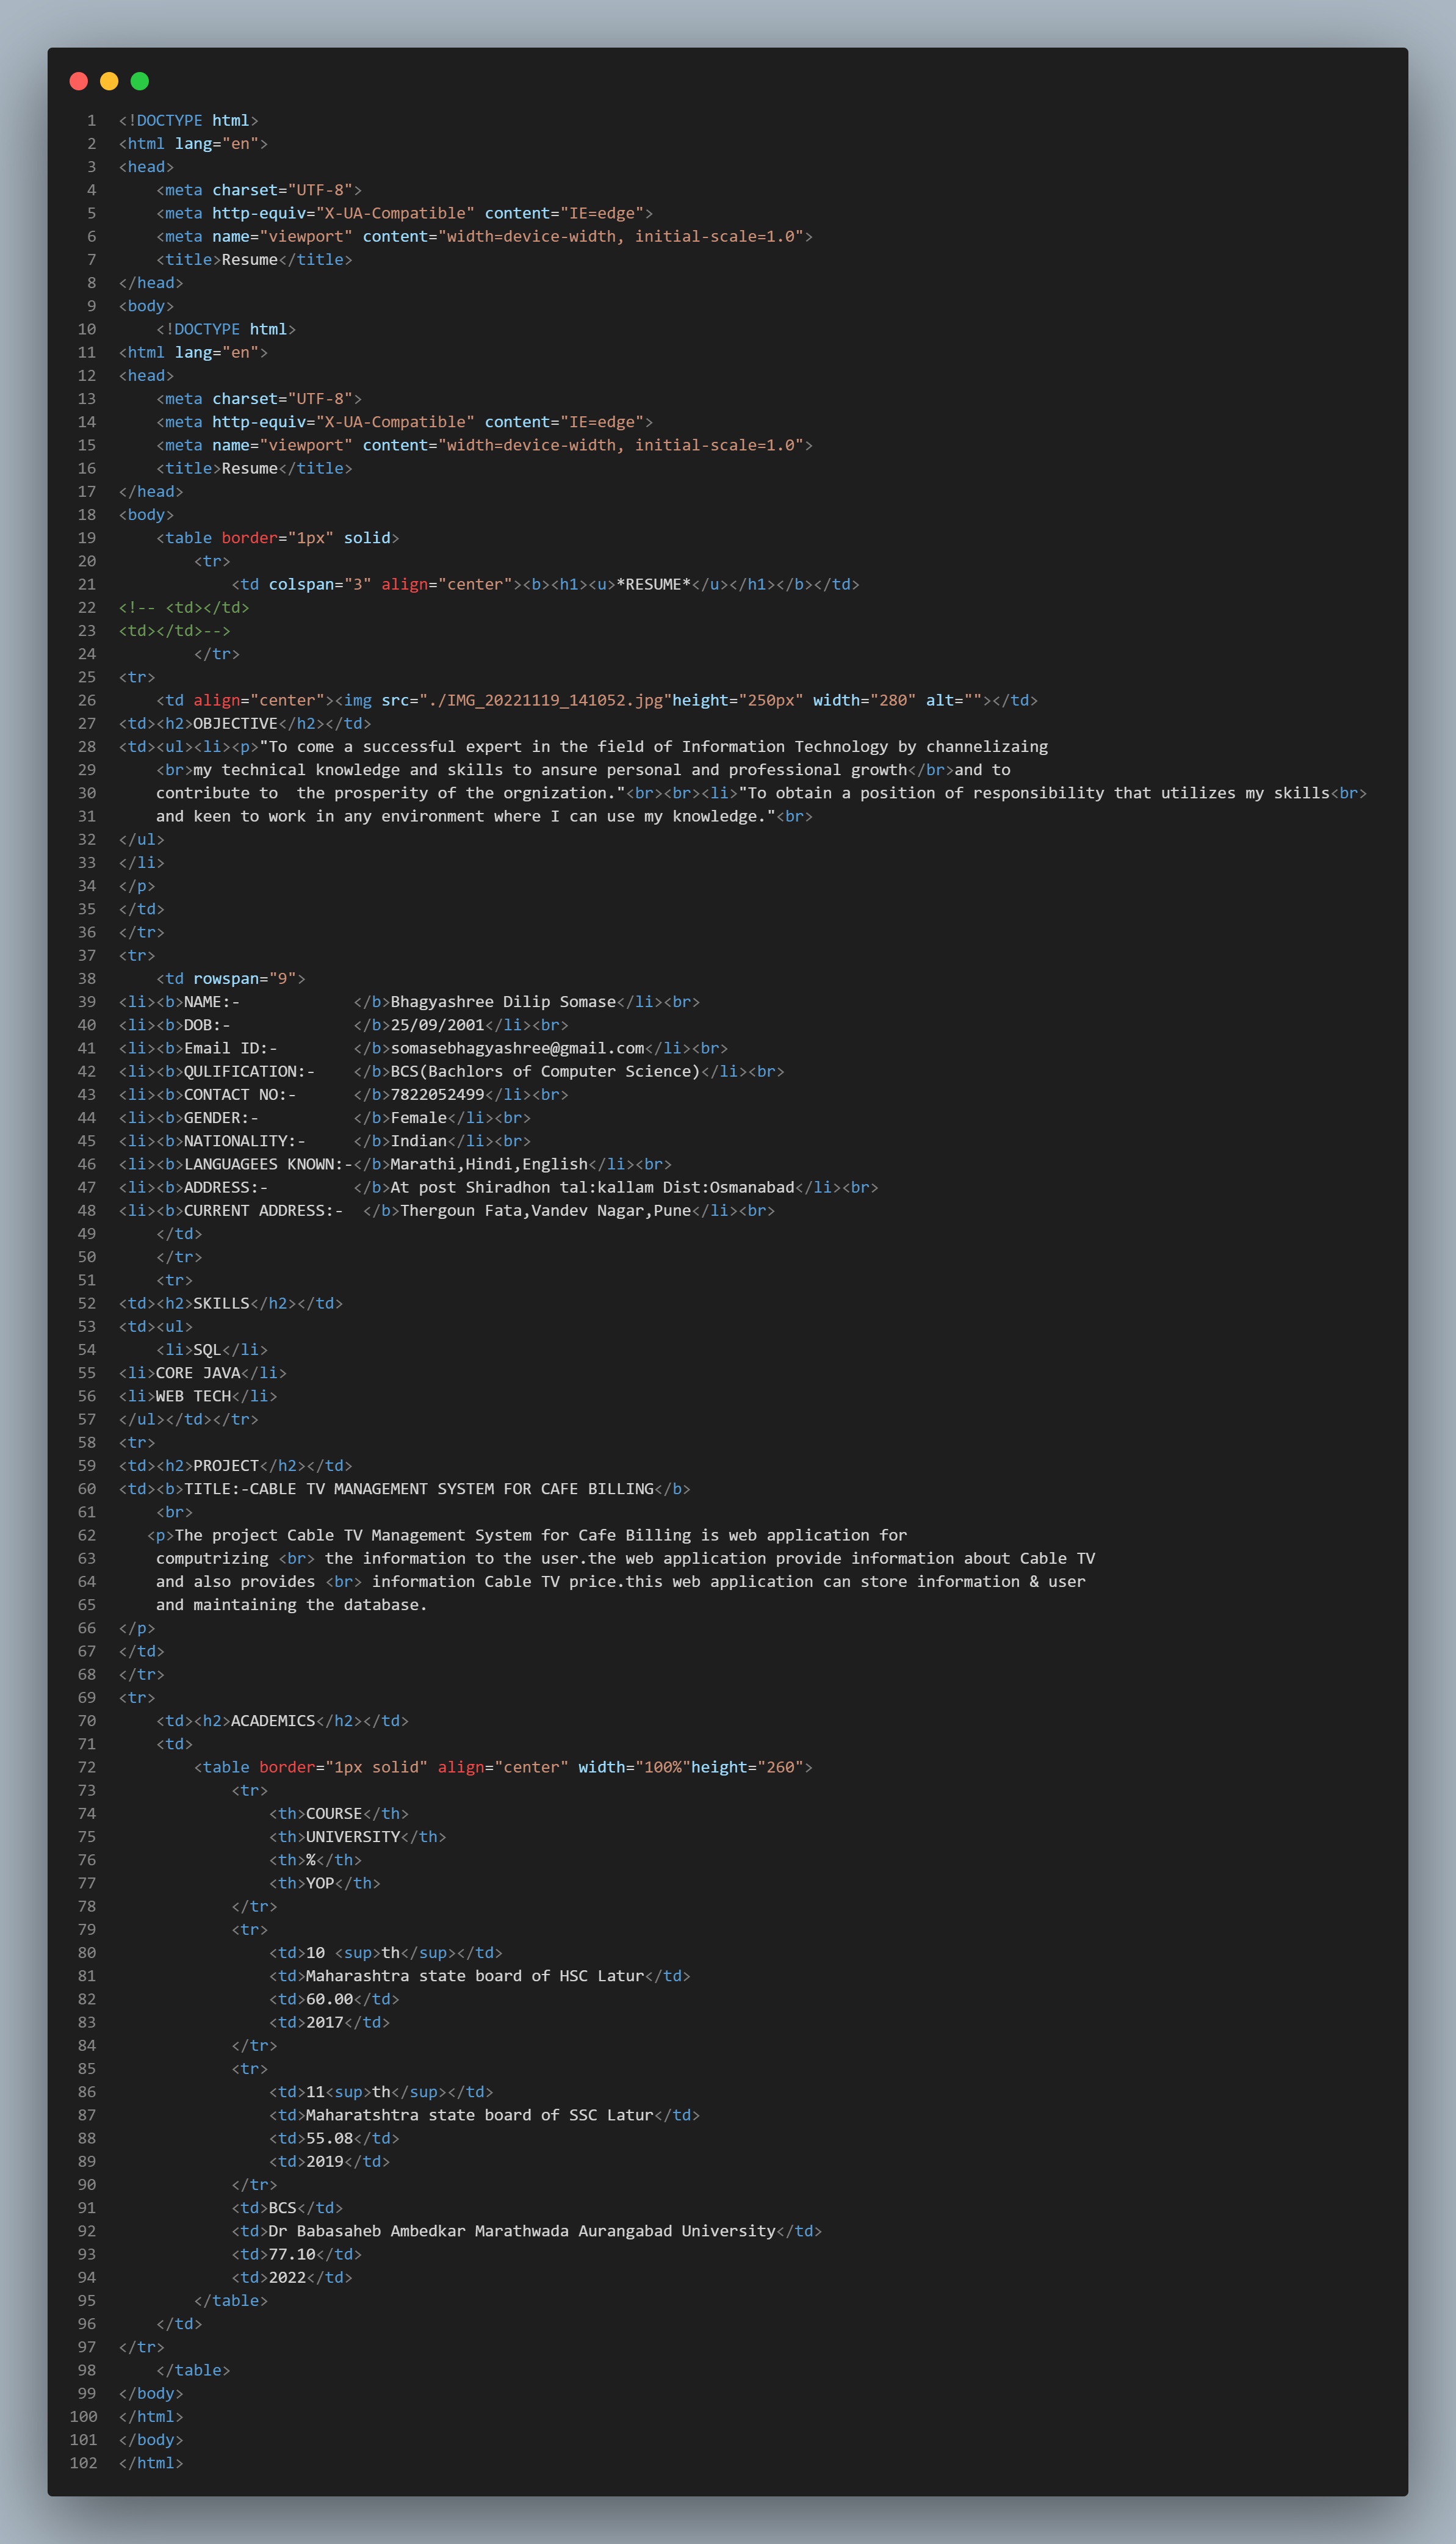 1 <!DOCTYPE html>
2 <html lang="en">
3 <head>
4     <meta charset="UTF-8">
5     <meta http-equiv="X-UA-Compatible" content="IE=edge">
6     <meta name="viewport" content="width=device-width, initial-scale=1.0">
7     <title>Resume</title>
8 </head>
9 <body>
10     <!DOCTYPE html>
11 <html lang="en">
12 <head>
13     <meta charset="UTF-8">
14     <meta http-equiv="X-UA-Compatible" content="IE=edge">
15     <meta name="viewport" content="width=device-width, initial-scale=1.0">
16     <title>Resume</title>
17 </head>
18 <body>
19     <table border="1px" solid>
20         <tr>
21             <td colspan="3" align="center"><b><h1><u>*RESUME*</u></h1></b></td>
22 <!-- <td></td>
23 <td></td>-->
24         </tr>
25 <tr>
26     <td align="center"><img src="./IMG_20221119_141052.jpg"height="250px" width="280" alt=""></td>
27 <td><h2>OBJECTIVE</h2></td>
28 <td><ul><li><p>"To come a successful expert in the field of Information Technology by channelizaing
29     <br>my technical knowledge and skills to ansure personal and professional growth</br>and to
30     contribute to  the prosperity of the orgnization."<br><br><li>"To obtain a position of responsibility that utilizes my skills<br>
31     and keen to work in any environment where I can use my knowledge."<br>
32 </ul>
33 </li>
34 </p>
35 </td>
36 </tr>
37 <tr>
38     <td rowspan="9">
39 <li><b>NAME:-            </b>Bhagyashree Dilip Somase</li><br>
40 <li><b>DOB:-             </b>25/09/2001</li><br>
41 <li><b>Email ID:-        </b>somasebhagyashree@gmail.com</li><br>
42 <li><b>QULIFICATION:-    </b>BCS(Bachlors of Computer Science)</li><br>
43 <li><b>CONTACT NO:-      </b>7822052499</li><br>
44 <li><b>GENDER:-          </b>Female</li><br>
45 <li><b>NATIONALITY:-     </b>Indian</li><br>
46 <li><b>LANGUAGEES KNOWN:-</b>Marathi,Hindi,English</li><br>
47 <li><b>ADDRESS:-         </b>At post Shiradhon tal:kallam Dist:Osmanabad</li><br>
48 <li><b>CURRENT ADDRESS:-  </b>Thergoun Fata,Vandev Nagar,Pune</li><br>
49     </td>
50     </tr>
51     <tr>
52 <td><h2>SKILLS</h2></td>
53 <td><ul>
54     <li>SQL</li>
55 <li>CORE JAVA</li>
56 <li>WEB TECH</li>
57 </ul></td></tr>
58 <tr>
59 <td><h2>PROJECT</h2></td>
60 <td><b>TITLE:-CABLE TV MANAGEMENT SYSTEM FOR CAFE BILLING</b>
61     <br>
62    <p>The project Cable TV Management System for Cafe Billing is web application for
63     computrizing <br> the information to the user.the web application provide information about Cable TV
64     and also provides <br> information Cable TV price.this web application can store information & user
65     and maintaining the database.
66 </p>
67 </td>
68 </tr>
69 <tr>
70     <td><h2>ACADEMICS</h2></td>
71     <td>
72         <table border="1px solid" align="center" width="100%"height="260">
73             <tr>
74                 <th>COURSE</th>
75                 <th>UNIVERSITY</th>
76                 <th>%</th>
77                 <th>YOP</th>
78             </tr>
79             <tr>
80                 <td>10 <sup>th</sup></td>
81                 <td>Maharashtra state board of HSC Latur</td>
82                 <td>60.00</td>
83                 <td>2017</td>
84             </tr>
85             <tr>
86                 <td>11<sup>th</sup></td>
87                 <td>Maharatshtra state board of SSC Latur</td>
88                 <td>55.08</td>
89                 <td>2019</td>
90             </tr>
91             <td>BCS</td>
92             <td>Dr Babasaheb Ambedkar Marathwada Aurangabad University</td>
93             <td>77.10</td>
94             <td>2022</td>
95         </table>
96     </td>
97 </tr>
98     </table>
99 </body>
100 </html>
101 </body>
102 </html>